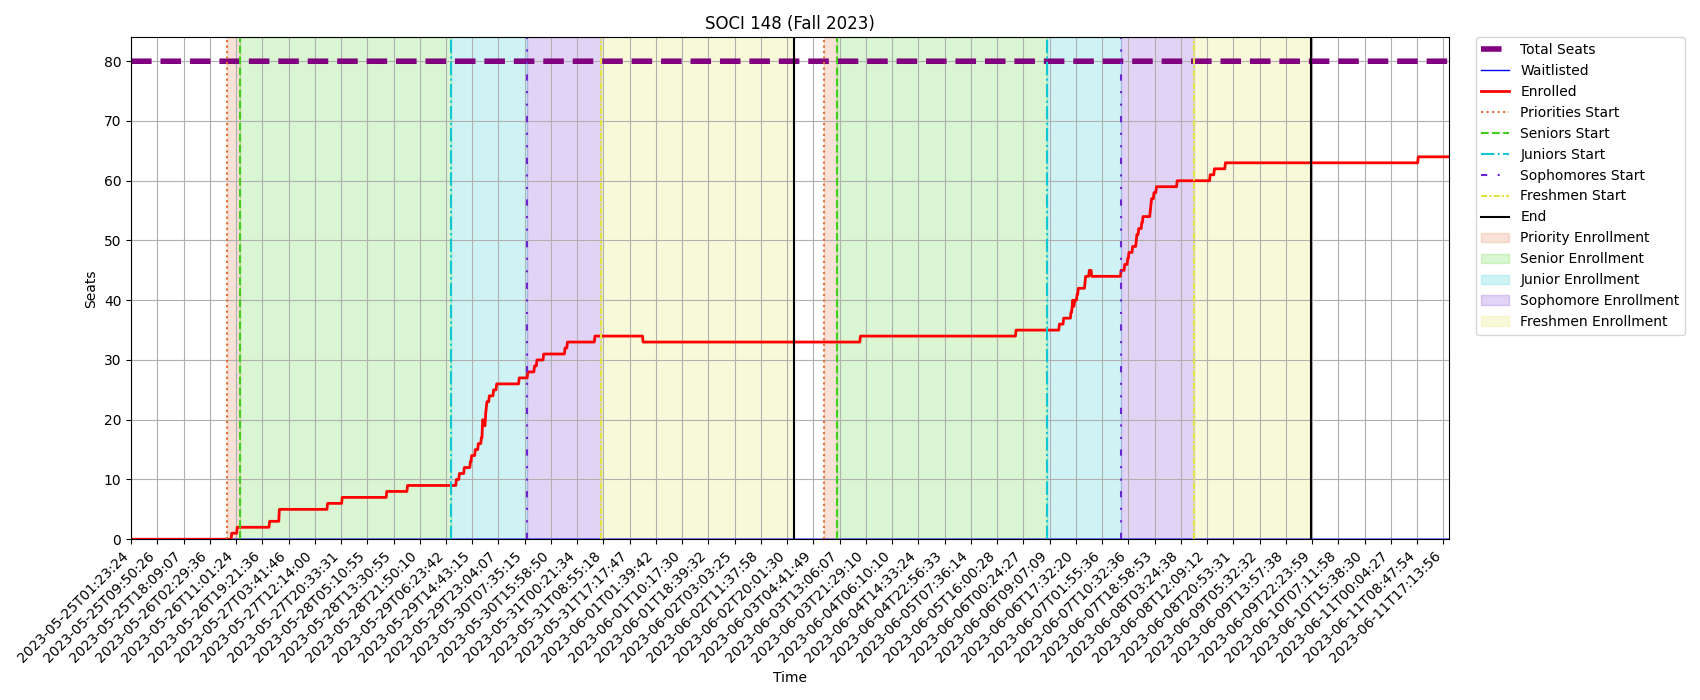 SOCI 148 (Fall 2023)
Seats
80
70
60
50
40
30
20
10
0
2023-05-25T01:23:24
2023-05-25T09:50:26
2023-05-25T18:09:07
2023-05-26T02:29:36
2023-05-26T11:01:24
2023-05-26T19:21:36
2023-05-27T03:41:46
2023-05-27T12:14:00
2023-05-27T20:33:31
2023-05-28T05:10:55
2023-05-28T13:30:55
2023-05-28T21:50:10
2023-05-29T06:23:42
2023-05-29T14:43:15
2023-05-29T23:04:07
2023-05-30T07:35:15
2023-05-30T15:58:50
2023-05-31T00:21:34
2023-05-31T08:55:18
2023-05-31T17:17:47
2023-06-01T01:39:42
2023-06-01T10:17:30
2023-06-01T18:39:32
2023-06-02T03:03:25
2023-06-02T11:37:58
2023-06-02T20:01:30
2023-06-03T04:41:49
2023-06-03T13:06:07
2023-06-03T21:29:10
2023-06-04T06:10:10
2023-06-04T14:33:24
2023-06-04T22:56:33
2023-06-05T07:36:14
2023-06-05T16:00:28
2023-06-06T00:24:27
2023-06-06T09:07:09
2023-06-06T17:32:20
2023-06-07T01:55:36
2023-06-07T10:32:36
2023-06-07T18:58:53
2023-06-08T03:24:38
2023-06-08T12:09:12
2023-06-08T20:53:31
2023-06-09T05:32:32
2023-06-09T13:57:38
2023-06-09T22:23:59
2023-06-10T07:11:58
2023-06-10T15:38:30
2023-06-11T00:04:27
2023-06-11T08:47:54
2023-06-11T17:13:56
Time
Total Seats
Waitlisted
Enrolled
Priorities Start
Seniors Start
Juniors Start
Sophomores Start
Freshmen Start
End
Priority Enrollment
Senior Enrollment
Junior Enrollment
Sophomore Enrollment
Freshmen Enrollment